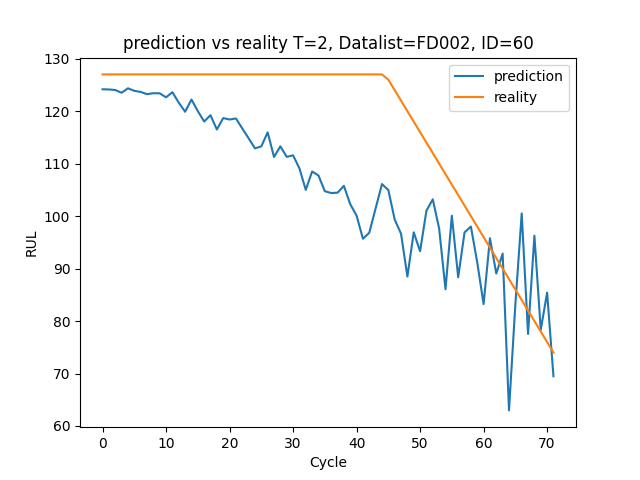 prediction vs reality T=2, Datalist=FD002, ID=60
prediction
reality
RUL
130
120
110
100
90
80
70
60
0 10 20 30 40 50 60 70
Cycle